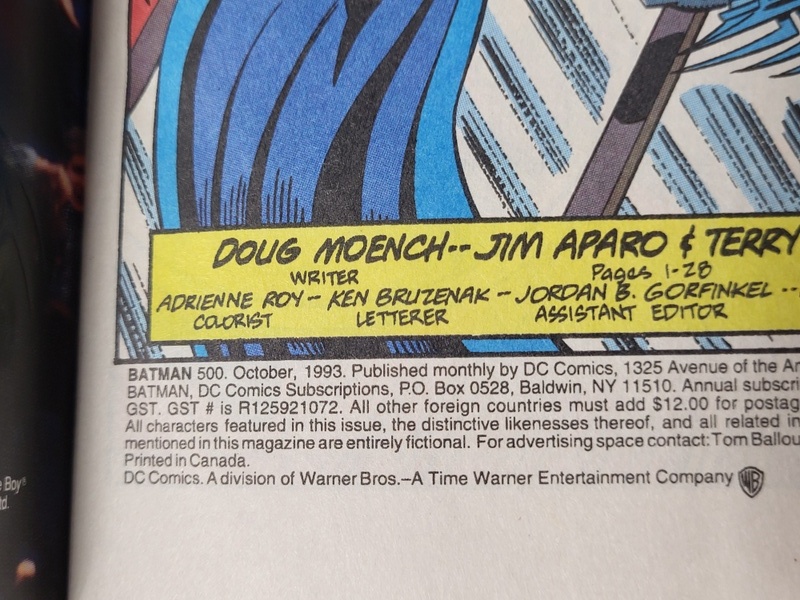 DOUG MOENCH-- JIM APARO & TERRY
WRITER Pages 1-28
ADRIENNE ROY - KEN BRUZENAK - JORDAN B. GORFINKEL --
COLORIST LETTERER ASSISTANT EDITOR
BATMAN 500. October, 1993. Published monthly by DC Comics, 1325 Avenue of the
BATMAN, DC Comics Subscriptions, P.O. Box 0528, Baldwin, NY 11510. Annual
GST. GST # is R125921072. All other foreign countries must add $12.00 for
All characters featured in this issue, the distinctive likenesses thereof, and all related
mentioned in this magazine are entirely fictional. For advertising space contact: Tom
Printed in Canada.
DC Comics. A division of Warner Bros.–A Time Warner Entertainment Company WB
Boy®